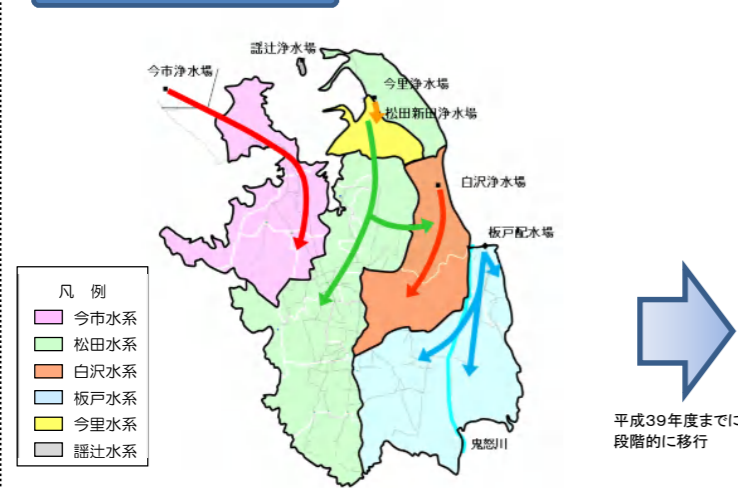 謡辻浄水場
今市浄水場
今里浄水場
松田新田浄水場
白沢浄水場
板戸配水場
凡 例
今市水系
松田水系
白沢水系
板戸水系
今里水系
謡辻水系
鬼怒川
平成39年度までに
段階的に移行